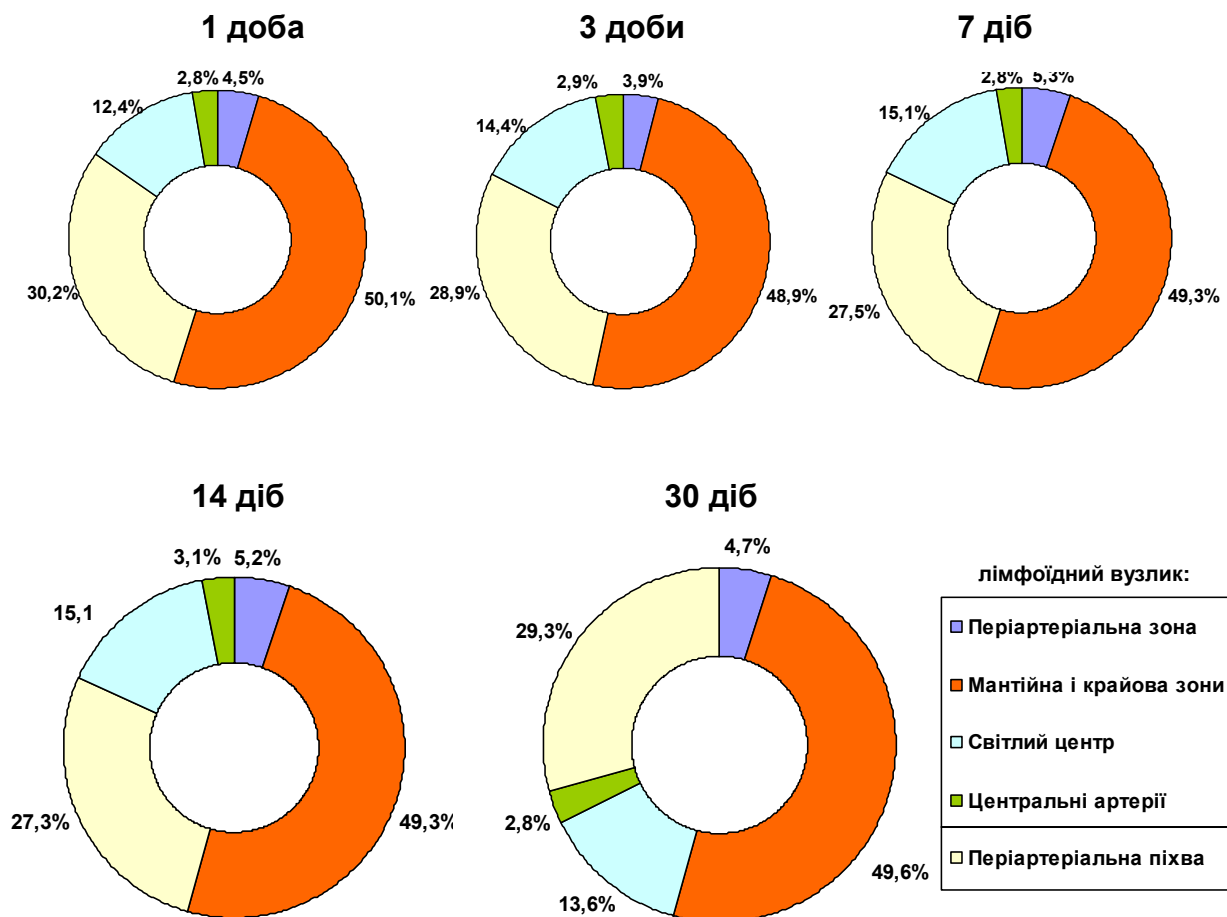 1 доба
3 доби
7 діб
2,8% 4,5%
12,4%
30,2%
50,1%
2,9% 3,9%
14,4%
28,9%
48,9%
2,8% 5,3%
15,1%
27,5%
49,3%
14 діб
30 діб
3,1% 5,2%
15,1
27,3%
49,3%
4,7%
29,3%
2,8%
13,6%
49,6%
лімфоїдний вузлик:
Періартеріальна зона
Мантійна і крайова зони
Світлий центр
Центральні артерії
Періартеріальна піхва